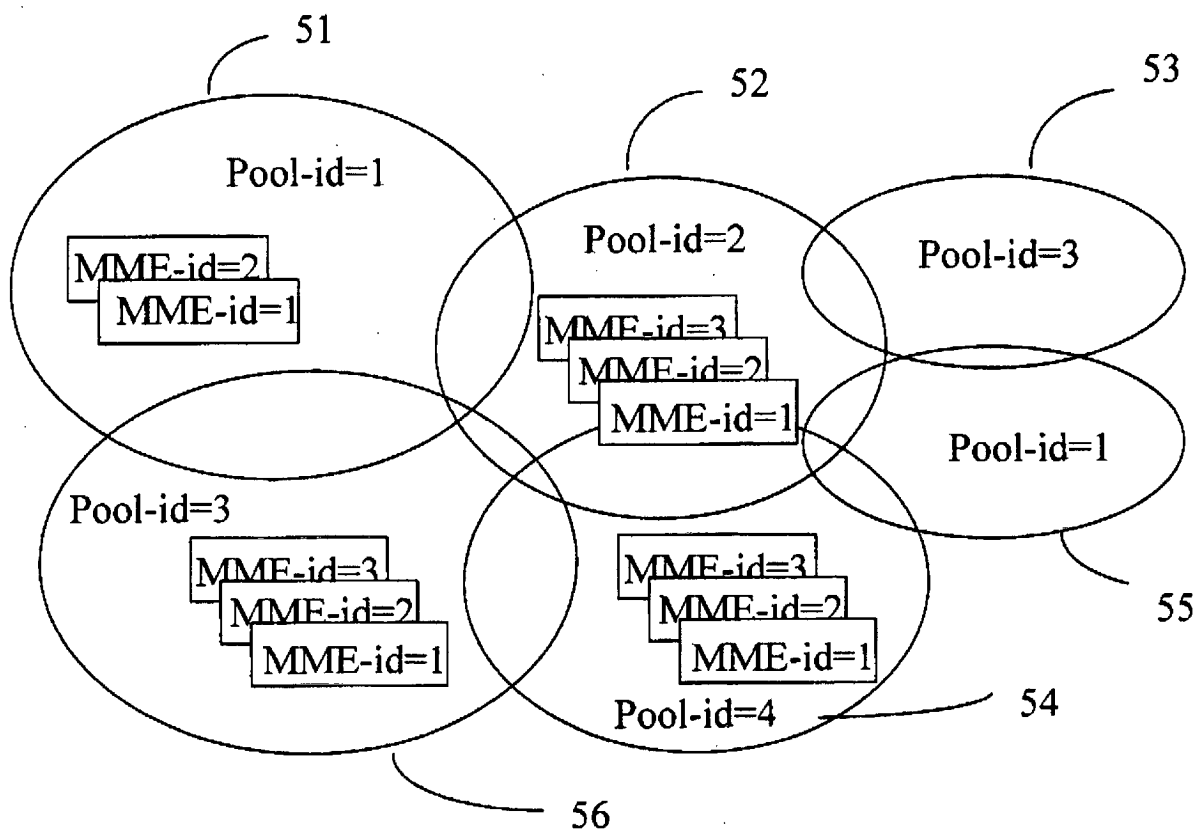 51
52
53
Pool-id=1
Pool-id=2
Pool-id=3
MME-id=2
MME-id=1
MME-id=3
MME-id=2
MME-id=1
Pool-id=1
Pool-id=3
MME-id=3
MME-id=2
MME-id=1
MME-id=3
MME-id=2
MME-id=1
55
Pool-id=4
54
56